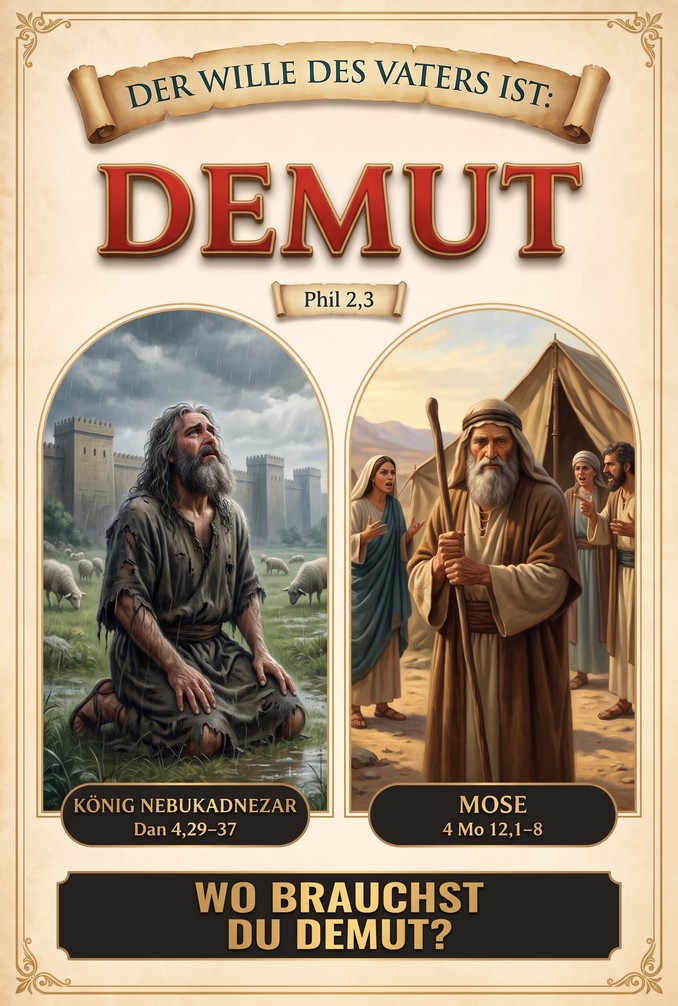 DER WILLE DES VATERS IST:
DEMUT
Phil 2,3
KÖNIG NEBUKADNEZAR
Dan 4,29–37
MOSE
4 Mo 12,1–8
WO BRAUCHST
DU DEMUT?